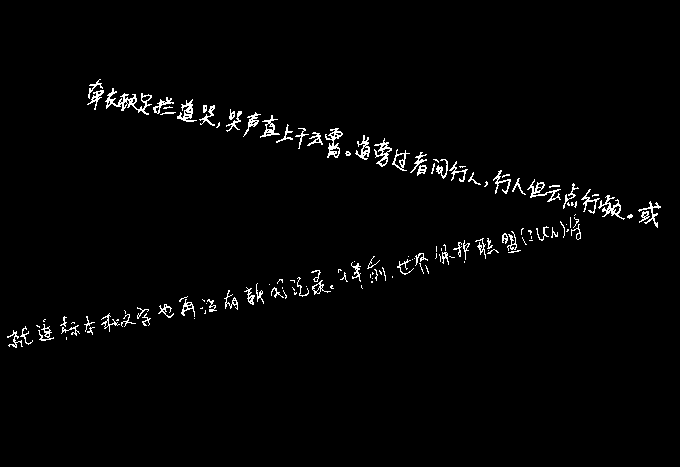 牵衣顿足拦道哭,哭声直上干云霄。道旁过者问行人,行人但云点行频。或
就连标本和文字也再没有新的记录。十年前,世界保护联盟(IUCN)将